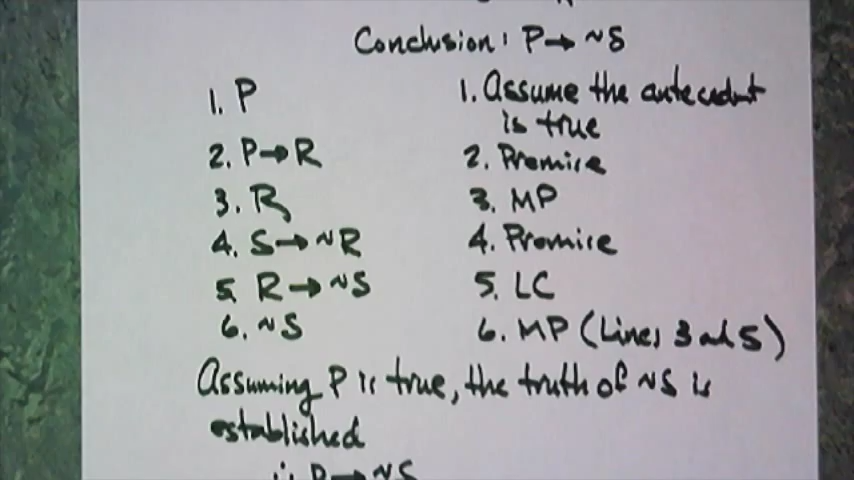 Conclusion: P→ ~S
1. P 1. Assume the antecedent
is true
2. P→R 2. Premise
3. R 3. MP
4. S→~R 4. Premise
5. R→~S 5. LC
6. ~S 6. MP (Lines 3 and 5)
Assuming P is true, the truth of ~S is
established
∴ P→~S